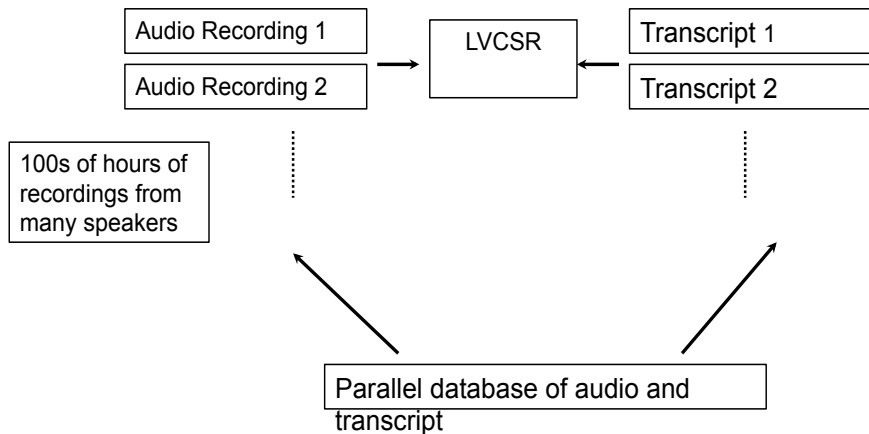 Audio Recording 1
LVCSR
Transcript 1
Audio Recording 2
Transcript 2
100s of hours of
recordings from
many speakers
Parallel database of audio and
transcript